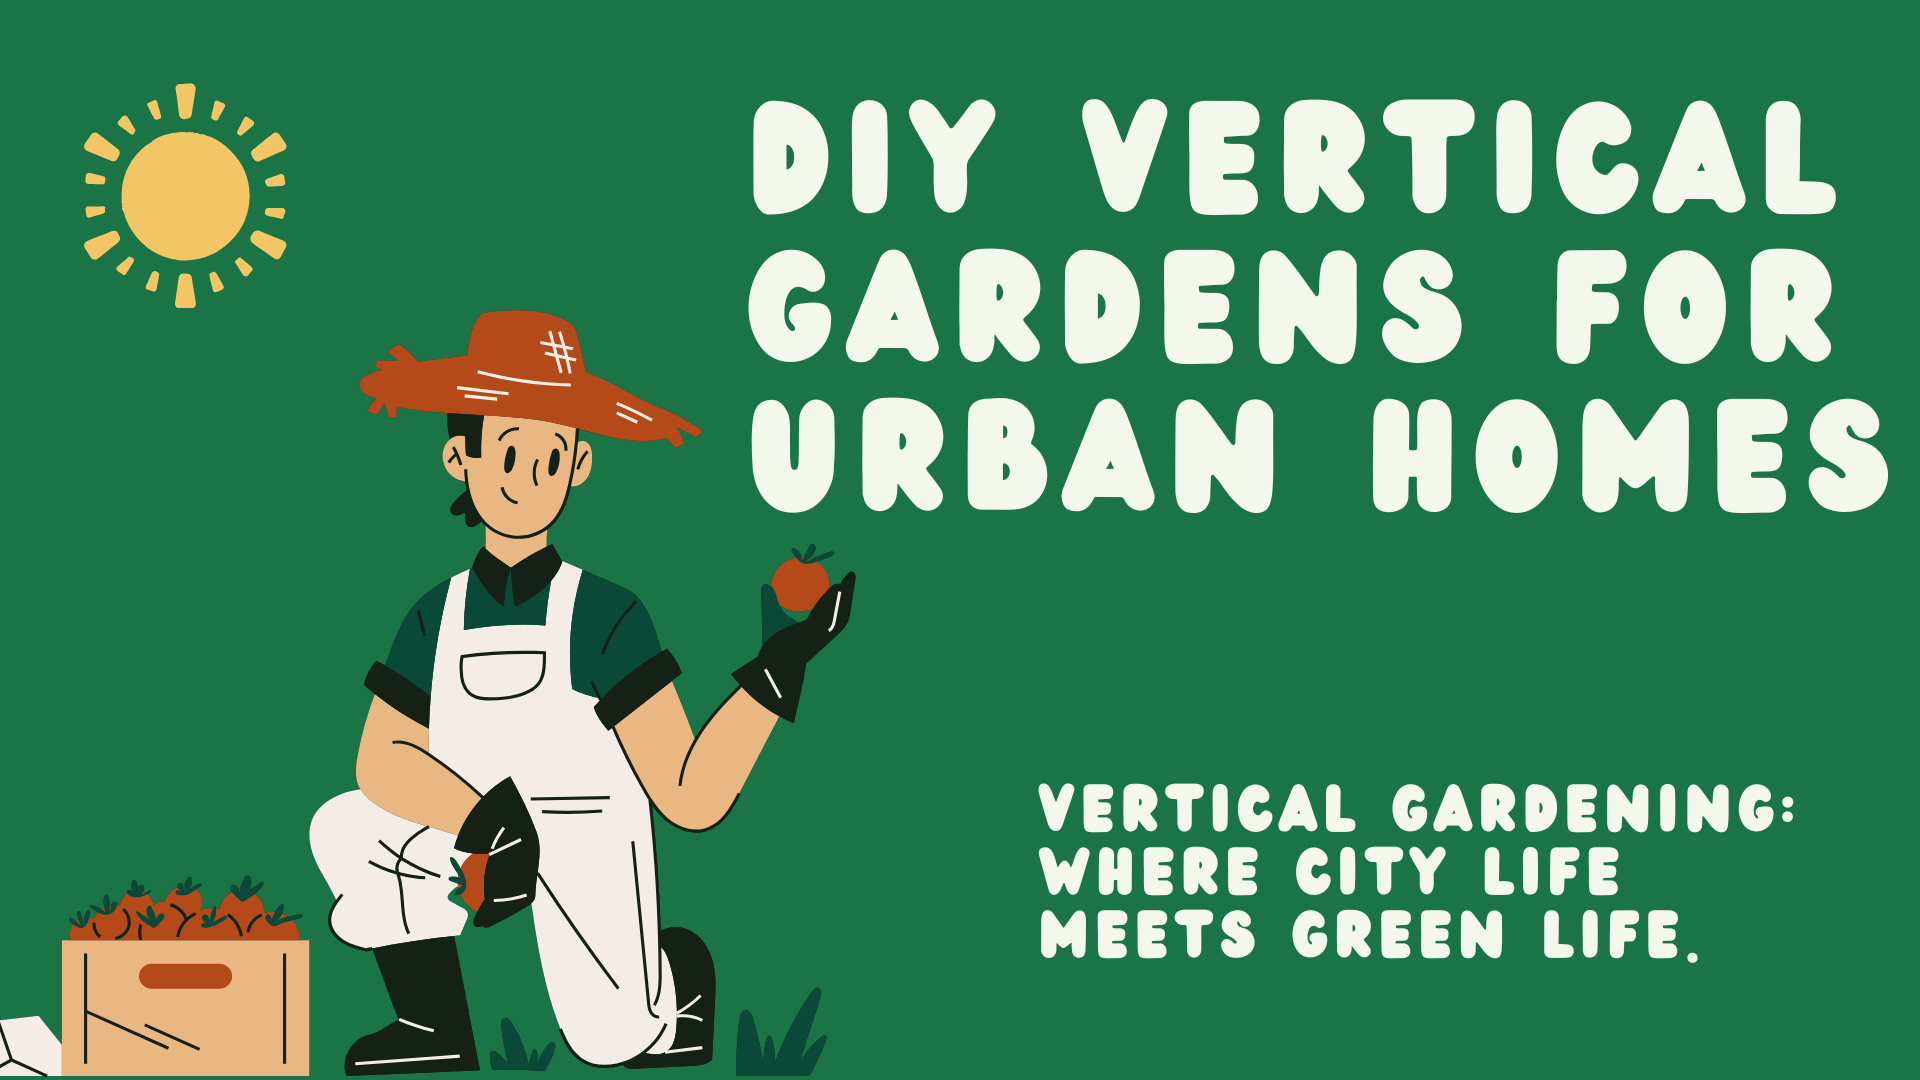 DIY VERTICAL
GARDENS FOR
URBAN HOMES
VERTICAL GARDENING:
WHERE CITY LIFE
MEETS GREEN LIFE.